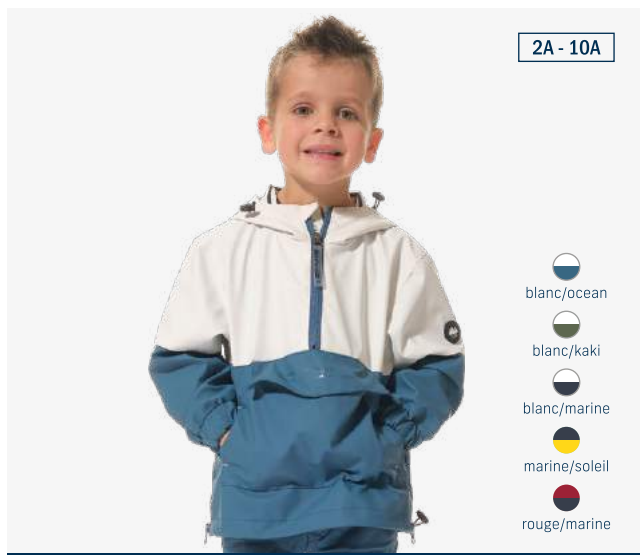 2A - 10A
blanc/ocean
blanc/kaki
blanc/marine
marine/soleil
rouge/marine